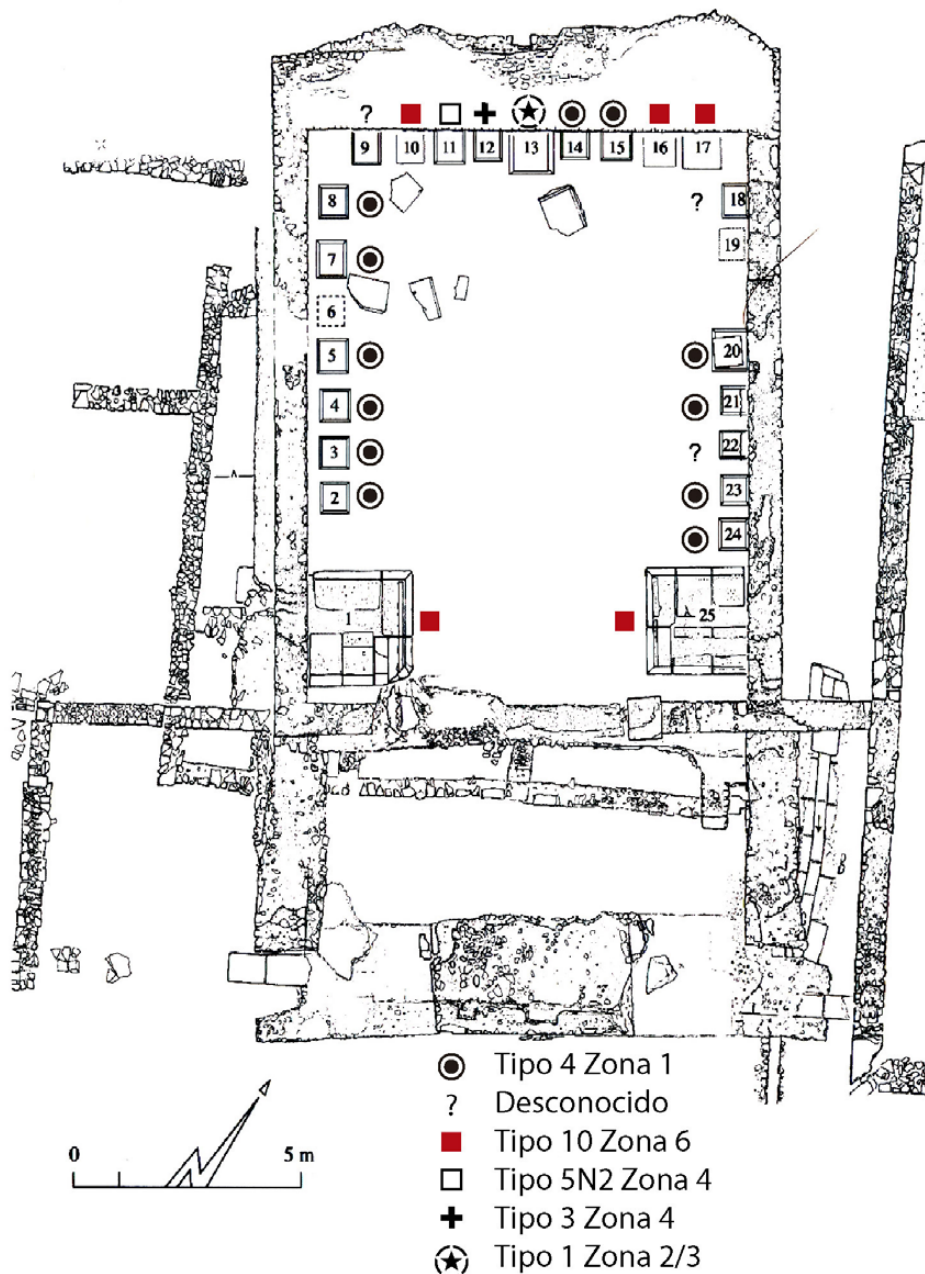 ?
9 10 11 12 13 14 15 16 17
8 ? 18
7 19
6
5 20
4 21
3 ? 22
2 23
24
1 25
Tipo 4 Zona 1
? Desconocido
Tipo 10 Zona 6
0 5 m
Tipo 5N2 Zona 4
Tipo 3 Zona 4
Tipo 1 Zona 2/3